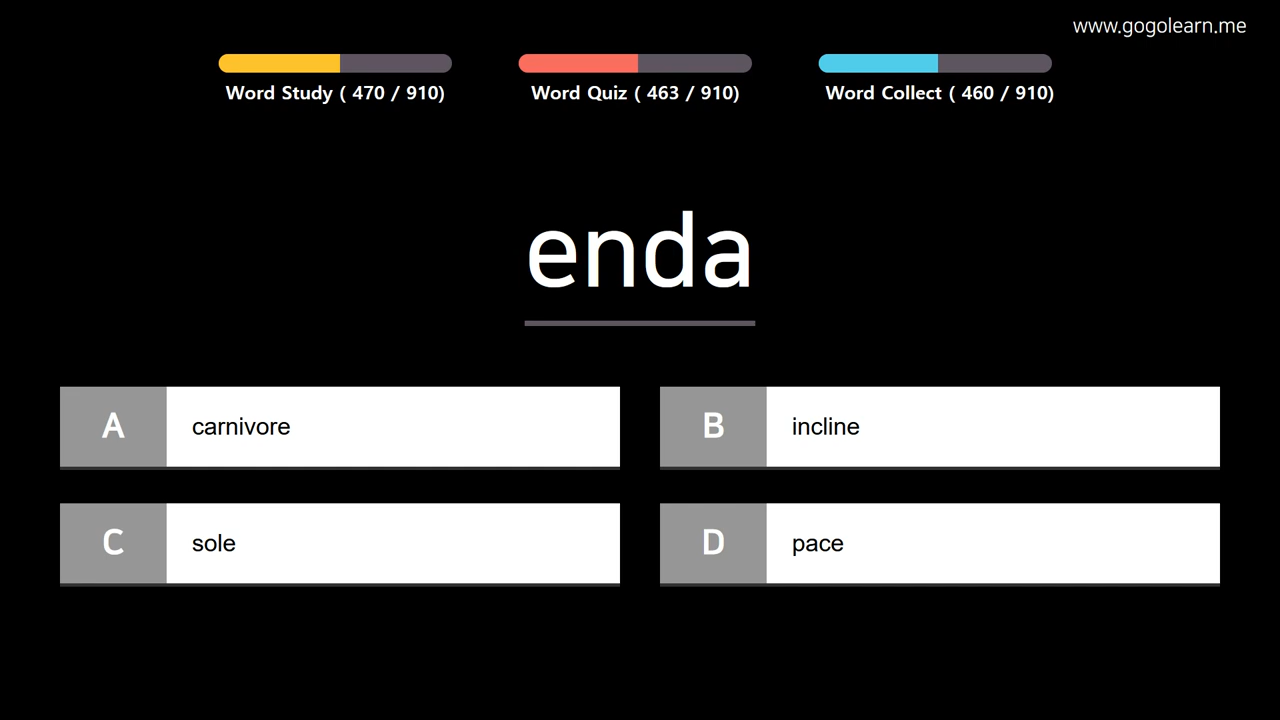 www.gogolearn.me
Word Study ( 470 / 910)
Word Quiz ( 463 / 910)
Word Collect ( 460 / 910)
enda
A carnivore
B incline
C sole
D pace